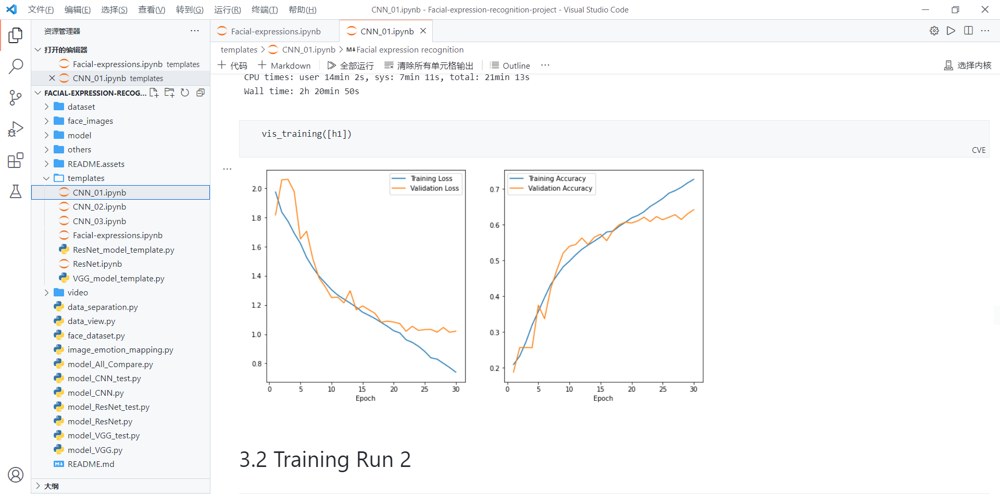 文件(F) 编辑(E) 选择(S) 查看(V) 转到(G) 运行(R) 终端(T) 帮助(H) CNN_01.ipynb - Facial-expression-recognition-project - Visual Studio Code
资源管理器
打开的编辑器
Facial-expressions.ipynb templates
CNN_01.ipynb templates
FACIAL-EXPRESSION-RECOG...
dataset
face_images
model
others
README.assets
templates
CNN_01.ipynb
CNN_02.ipynb
CNN_03.ipynb
Facial-expressions.ipynb
ResNet_model_template.py
ResNet.ipynb
VGG_model_template.py
video
data_separation.py
data_view.py
face_dataset.py
image_emotion_mapping.py
model_All_Compare.py
model_CNN_test.py
model_CNN.py
model_ResNet_test.py
model_ResNet.py
model_VGG_test.py
model_VGG.py
README.md
大纲
Facial-expressions.ipynb CNN_01.ipynb
templates > CNN_01.ipynb > M↓Facial expression recognition
代码 Markdown 全部运行 清除所有单元格输出 Outline ... 选择内核
CPU times: user 14min 2s, sys: 7min 11s, total: 21min 13s
Wall time: 2h 20min 50s
vis_training([h1])
CVE
Training Loss
Validation Loss
2.0
1.8
1.6
1.4
1.2
1.0
0.8
0 5 10 15 20 25 30
Epoch
Training Accuracy
Validation Accuracy
0.7
0.6
0.5
0.4
0.3
0.2
0 5 10 15 20 25 30
Epoch
3.2 Training Run 2